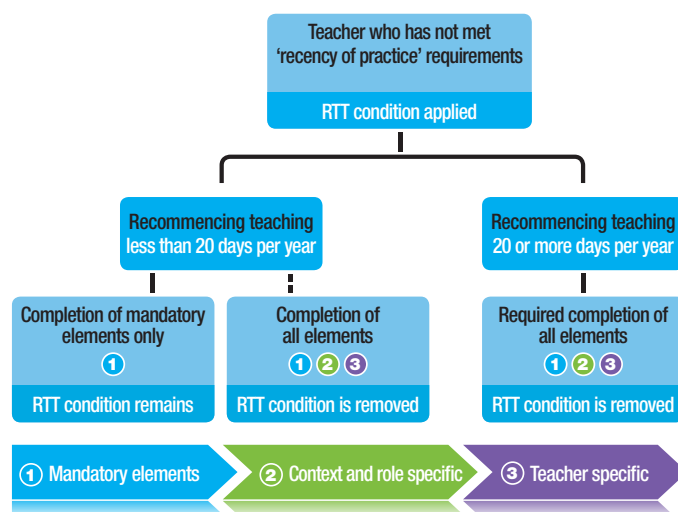 Teacher who has not met
‘recency of practice’ requirements
RTT condition applied
Recommencing teaching
less than 20 days per year
Recommencing teaching
20 or more days per year
Completion of mandatory
elements only
1
RTT condition remains
Completion of
all elements
1 2 3
RTT condition is removed
Required completion of
all elements
1 2 3
RTT condition is removed
1 Mandatory elements
2 Context and role specific
3 Teacher specific